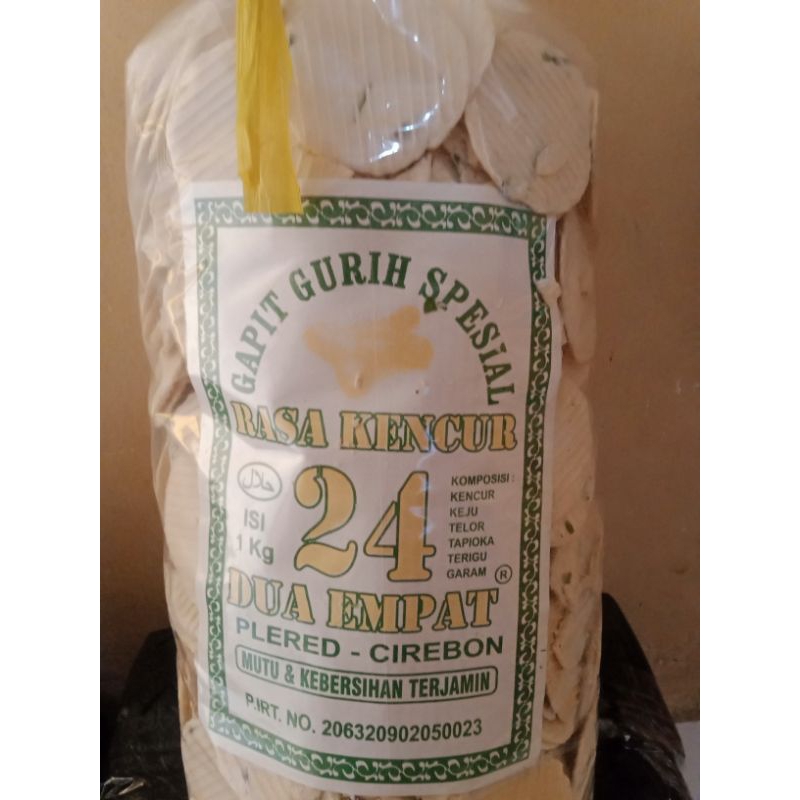 GAPIT GURIH SPESiAL
RASA KENCUR
حلال
ISI
1 Kg
24
KOMPOSISI :
KENCUR
KEJU
TELOR
TAPIOKA
TERIGU
GARAM ®
DUA EMPAT
PLERED - CIREBON
MUTU & KEBERSIHAN TERJAMIN
P.IRT. NO. 206320902050023